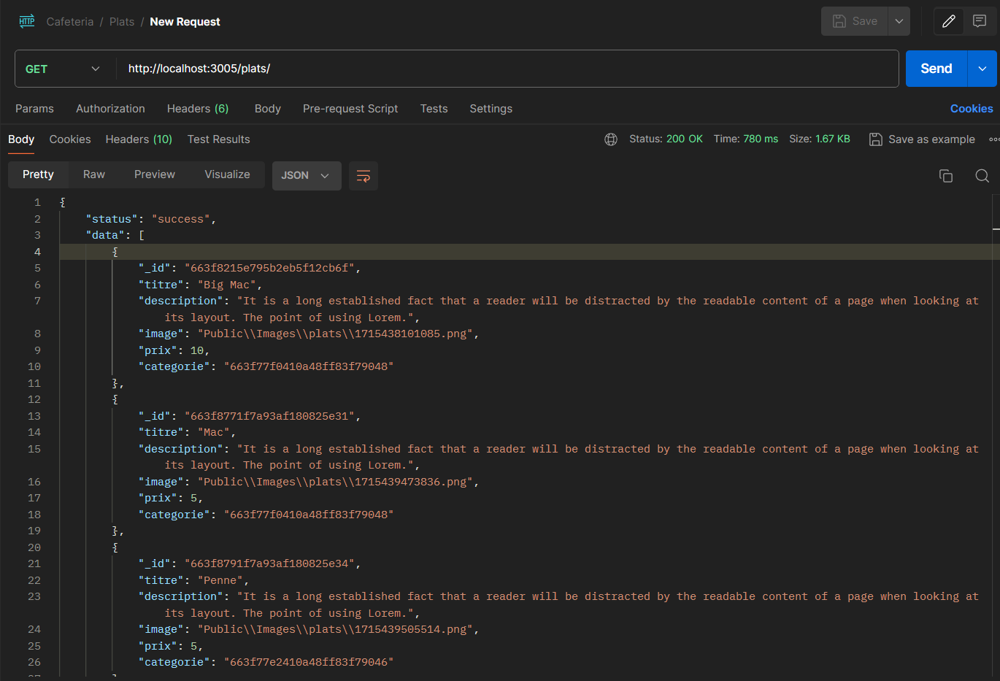 HTTP Cafeteria / Plats / New Request Save
GET http://localhost:3005/plats/ Send
Params Authorization Headers (6) Body Pre-request Script Tests Settings Cookies
Body Cookies Headers (10) Test Results Status: 200 OK Time: 780 ms Size: 1.67 KB Save as example
Pretty Raw Preview Visualize JSON
1 {
2 "status": "success",
3 "data": [
4 {
5 "_id": "663f8215e795b2eb5f12cb6f",
6 "titre": "Big Mac",
7 "description": "It is a long established fact that a reader will be distracted by the readable content of a page when looking at
its layout. The point of using Lorem.",
8 "image": "Public\\Images\\plats\\1715438101085.png",
9 "prix": 10,
10 "categorie": "663f77f0410a48ff83f79048"
11 },
12 {
13 "_id": "663f8771f7a93af180825e31",
14 "titre": "Mac",
15 "description": "It is a long established fact that a reader will be distracted by the readable content of a page when looking at
its layout. The point of using Lorem.",
16 "image": "Public\\Images\\plats\\1715439473836.png",
17 "prix": 5,
18 "categorie": "663f77f0410a48ff83f79048"
19 },
20 {
21 "_id": "663f8791f7a93af180825e34",
22 "titre": "Penne",
23 "description": "It is a long established fact that a reader will be distracted by the readable content of a page when looking at
its layout. The point of using Lorem.",
24 "image": "Public\\Images\\plats\\1715439505514.png",
25 "prix": 5,
26 "categorie": "663f77e2410a48ff83f79046"